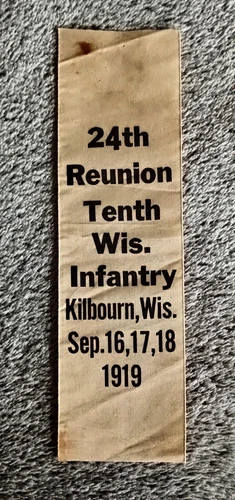 24th
Reunion
Tenth
Wis.
Infantry
Kilbourn,Wis.
Sep.16,17,18
1919